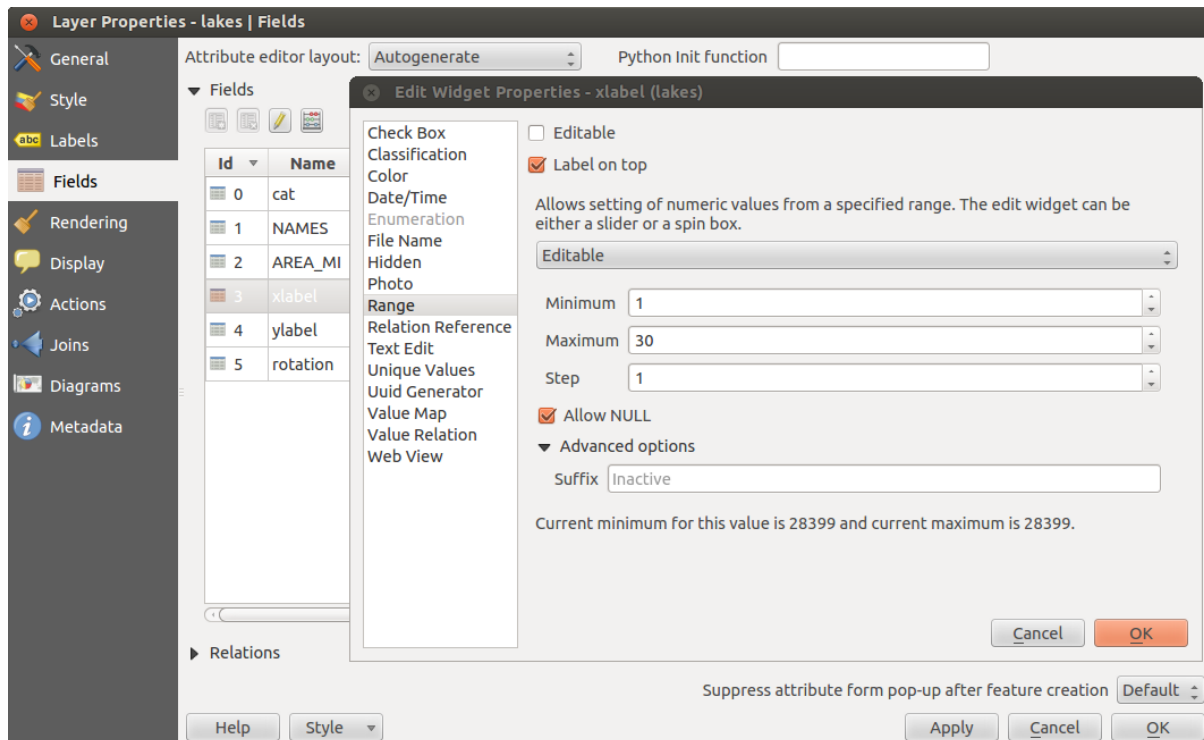 Layer Properties - lakes | Fields
General
Style
abc Labels
Fields
Rendering
Display
Actions
Joins
Diagrams
Metadata
Attribute editor layout: Autogenerate Python Init function
Fields
Id Name
0 cat
1 NAMES
2 AREA_MI
3 xlabel
4 ylabel
5 rotation
Relations
Edit Widget Properties - xlabel (lakes)
Check Box
Classification
Color
Date/Time
Enumeration
File Name
Hidden
Photo
Range
Relation Reference
Text Edit
Unique Values
Uuid Generator
Value Map
Value Relation
Web View
Editable
Label on top
Allows setting of numeric values from a specified range. The edit widget can be
either a slider or a spin box.
Editable
Minimum 1
Maximum 30
Step 1
Allow NULL
Advanced options
Suffix Inactive
Current minimum for this value is 28399 and current maximum is 28399.
Cancel OK
Suppress attribute form pop-up after feature creation Default
Help Style Apply Cancel OK